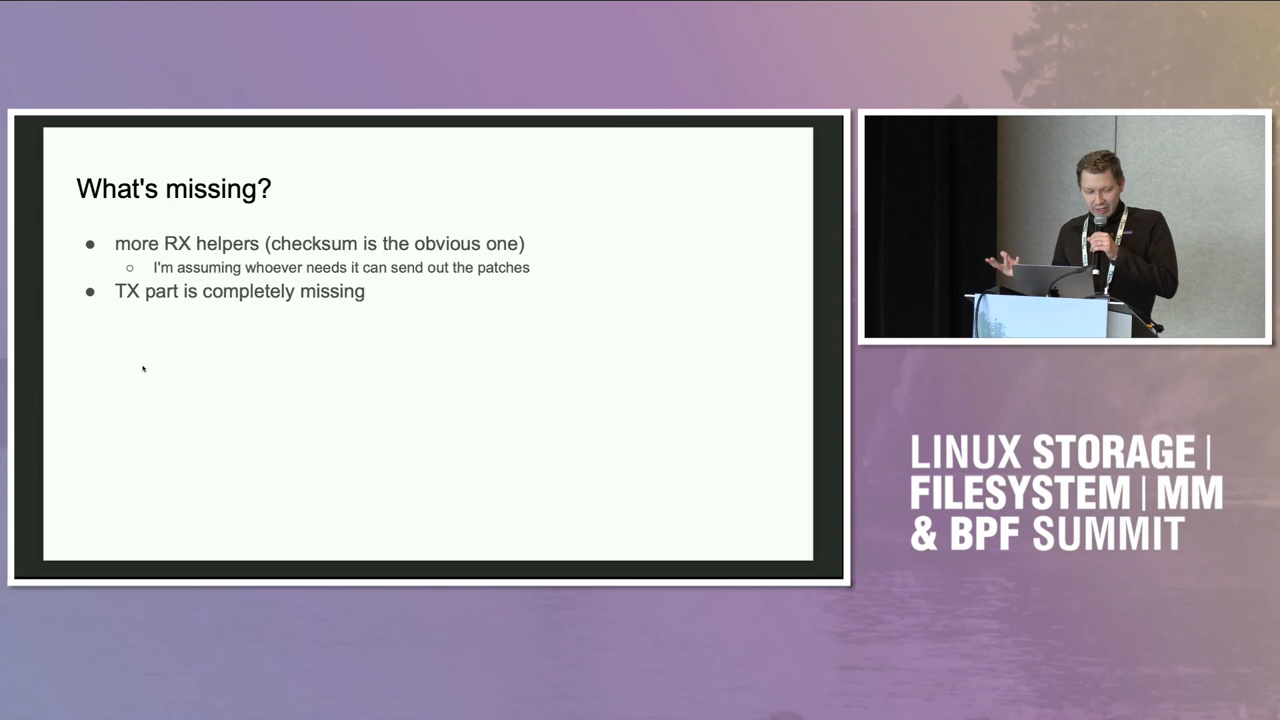 What's missing?
● more RX helpers (checksum is the obvious one)
○ I'm assuming whoever needs it can send out the patches
● TX part is completely missing
LINUX STORAGE |
FILESYSTEM | MM
& BPF SUMMIT